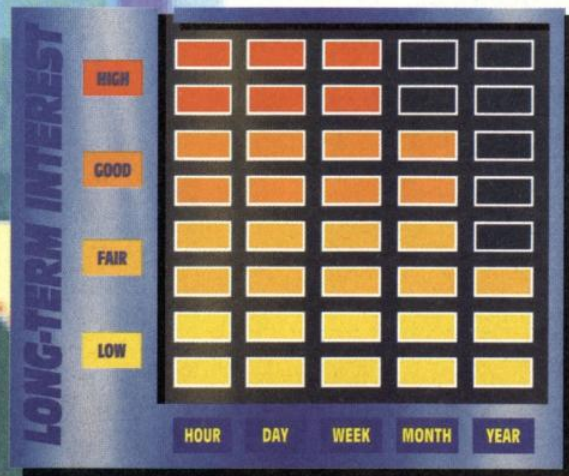 LONG-TERM INTEREST
HIGH
GOOD
FAIR
LOW
HOUR DAY WEEK MONTH YEAR